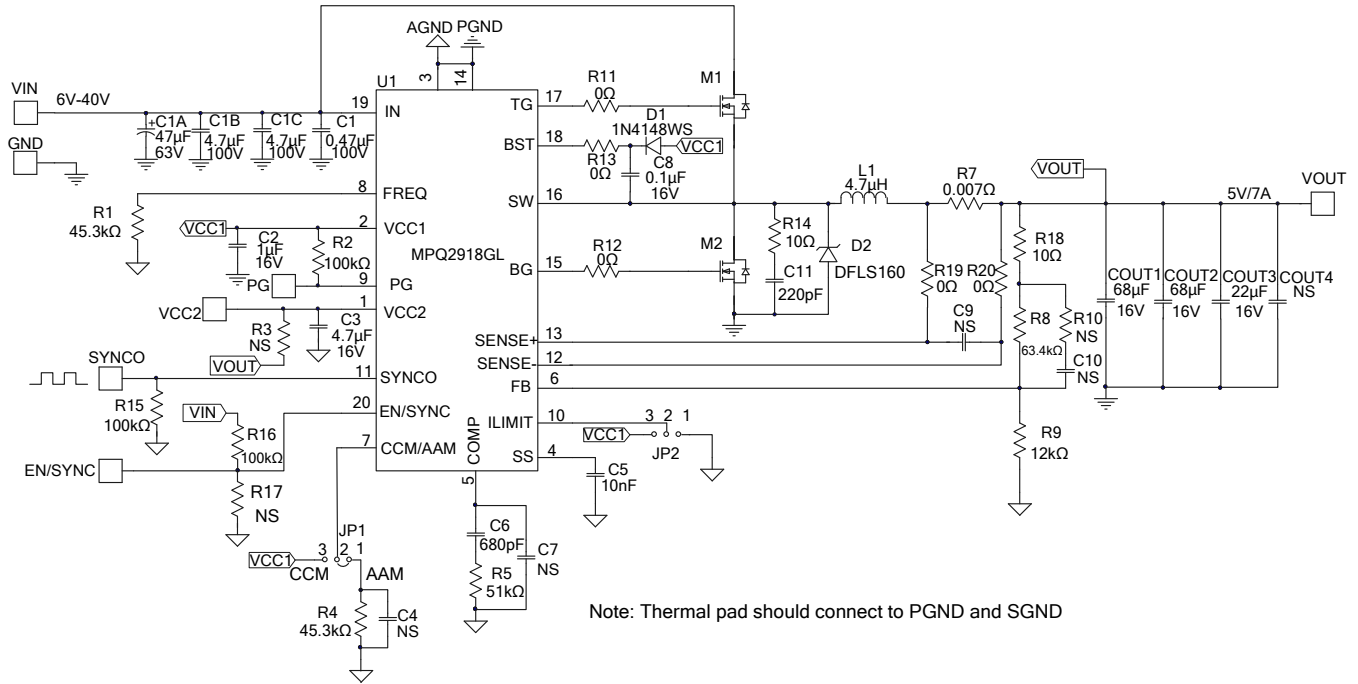 AGND PGND
VIN
6V-40V
GND
+C1A
47µF
63V
C1B
4.7µF
100V
C1C
4.7µF
100V
C1
0.47µF
100V
U1
MPQ2918GL
3
14
19
IN
8
FREQ
2
VCC1
9
PG
1
VCC2
11
SYNCO
20
EN/SYNC
7
CCM/AAM
TG
17
BST
18
SW
16
BG
15
SENSE+
13
SENSE-
12
FB
6
ILIMIT
10
SS
4
COMP
5
R1
45.3kΩ
VCC1
C2
1µF
16V
R2
100kΩ
PG
VCC2
R3
NS
C3
4.7µF
16V
VOUT
SYNCO
R15
100kΩ
VIN
R16
100kΩ
EN/SYNC
R17
NS
JP1
VCC1
3 2 1
CCM
AAM
R4
45.3kΩ
C4
NS
C6
680pF
R5
51kΩ
C7
NS
R11
0Ω
D1
1N4148WS
R13
0Ω
C8
0.1µF
16V
VCC1
M1
R12
0Ω
M2
R14
10Ω
C11
220pF
D2
DFLS160
L1
4.7µH
R7
0.007Ω
R19
0Ω
R20
0Ω
C9
NS
R18
10Ω
R8
63.4kΩ
R10
NS
C10
NS
R9
12kΩ
VOUT
5V/7A
VOUT
COUT1
68µF
16V
COUT2
68µF
16V
COUT3
22µF
16V
COUT4
NS
VCC1
3 2 1
JP2
C5
10nF
Note: Thermal pad should connect to PGND and SGND